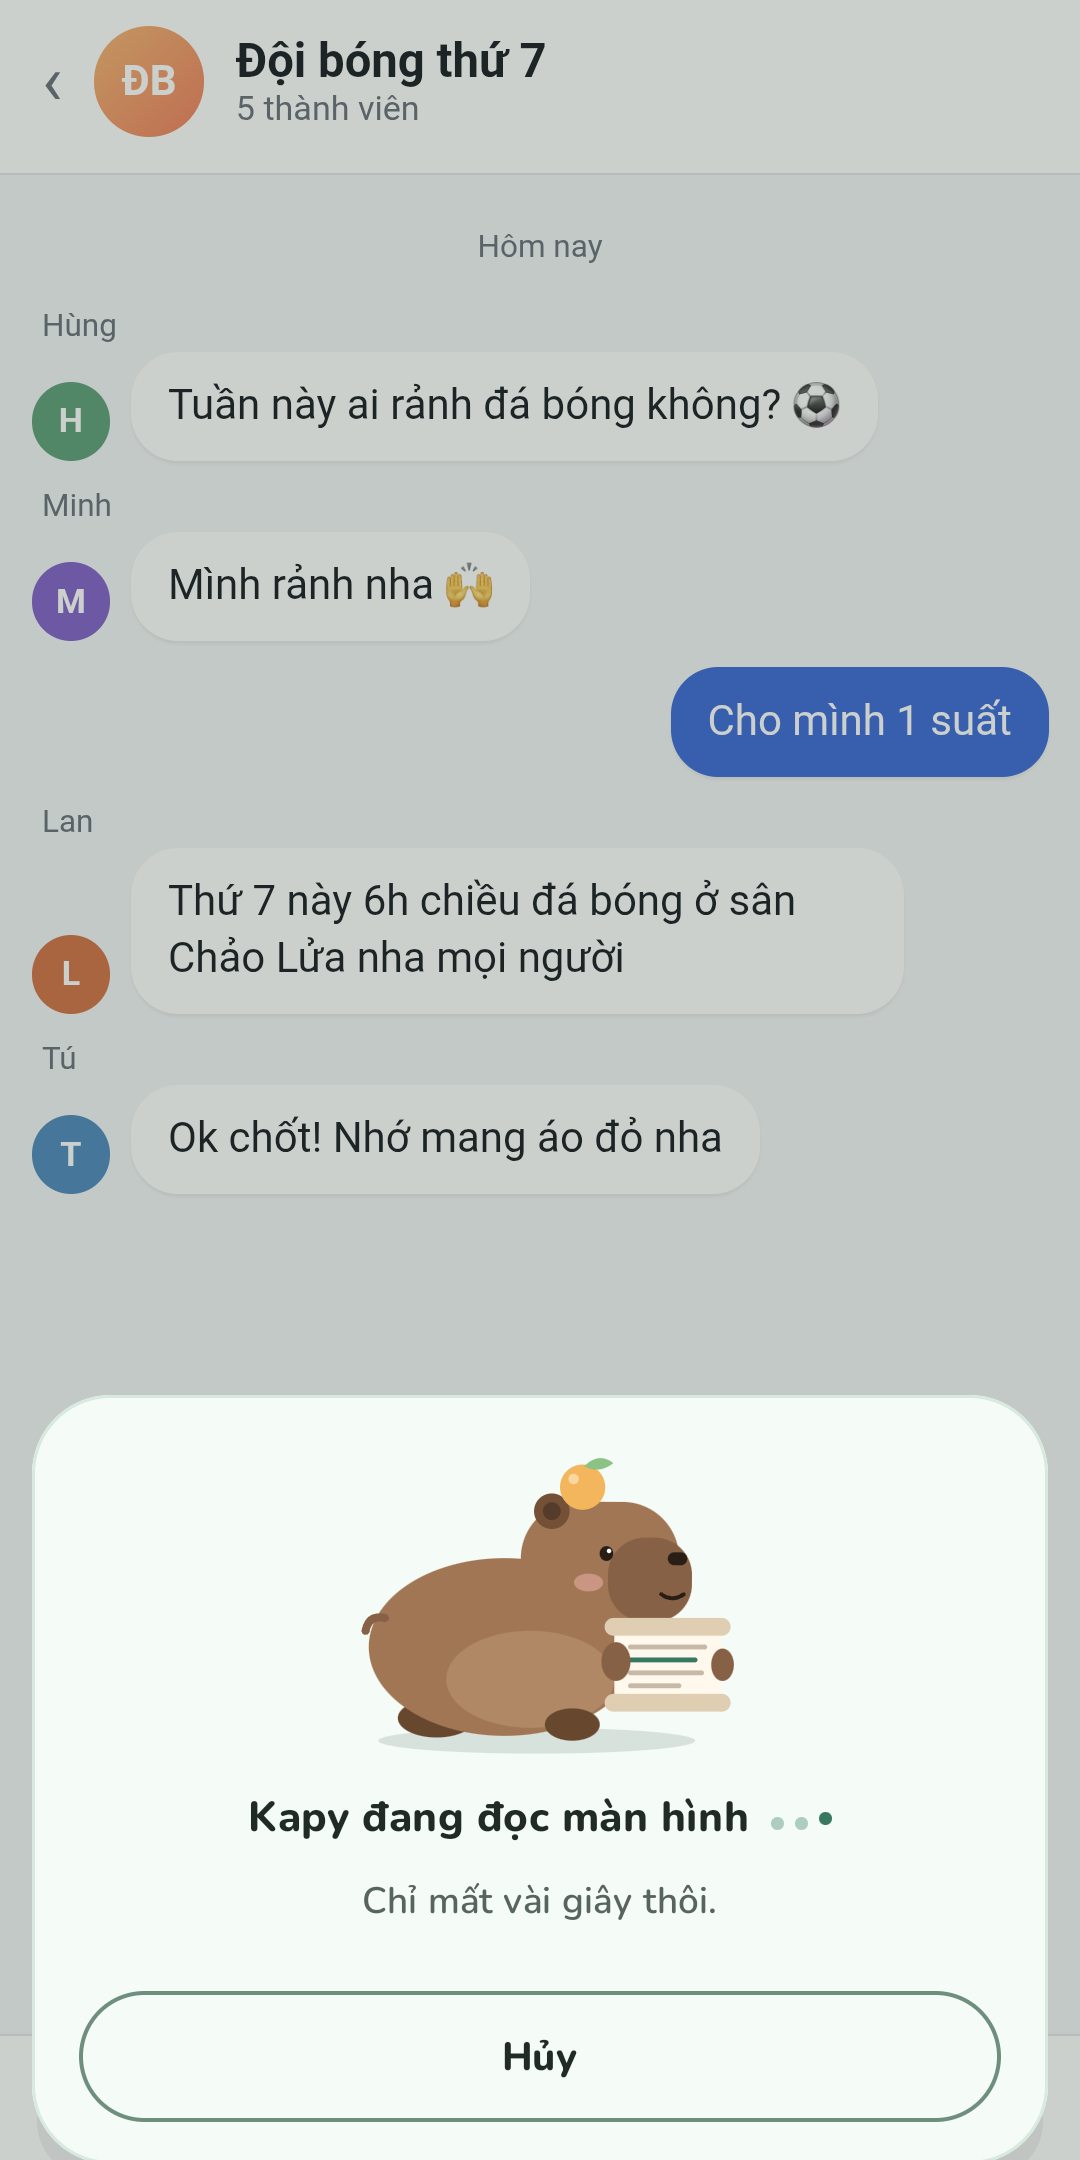 ĐB
Đội bóng thứ 7
5 thành viên
Hôm nay
Hùng
H
Tuần này ai rảnh đá bóng không? ⚽
Minh
M
Mình rảnh nha 🙌
Cho mình 1 suất
Lan
L
Thứ 7 này 6h chiều đá bóng ở sân
Chảo Lửa nha mọi người
Tú
T
Ok chốt! Nhớ mang áo đỏ nha
Kapy đang đọc màn hình
Chỉ mất vài giây thôi.
Hủy